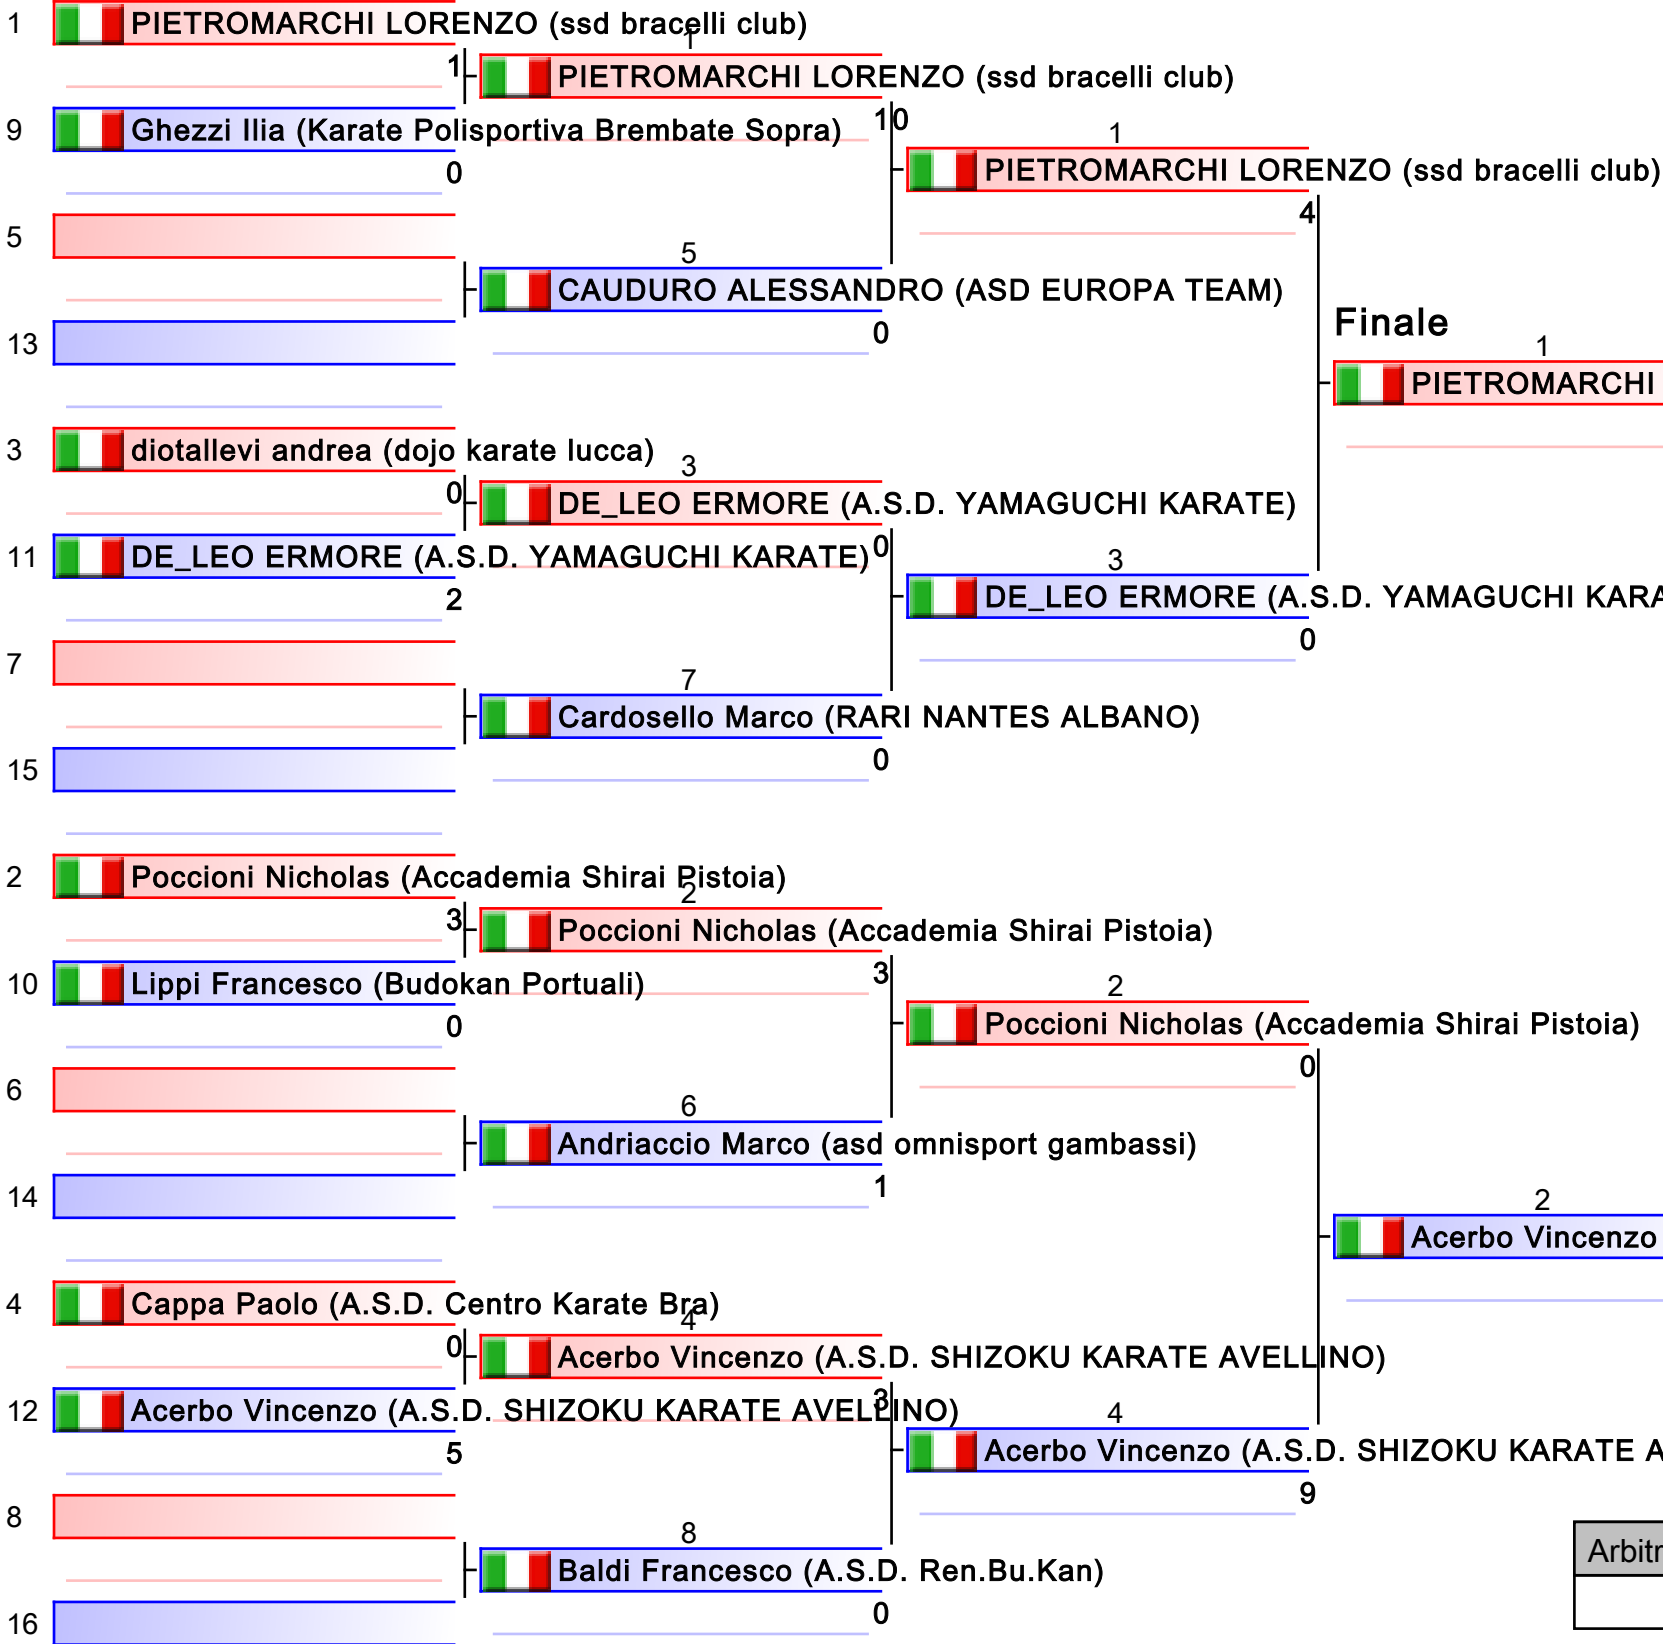 1 PIETROMARCHI LORENZO (ssd bracelli club)
1
1 PIETROMARCHI LORENZO (ssd bracelli club)
9 Ghezzi Ilia (Karate Polisportiva Brembate Sopra)
10
1
0
PIETROMARCHI LORENZO (ssd bracelli club)
4
5
5
CAUDURO ALESSANDRO (ASD EUROPA TEAM)
0
Finale
13
1
PIETROMARCHI
3 diotallevi andrea (dojo karate lucca)
3
0 DE_LEO ERMORE (A.S.D. YAMAGUCHI KARATE)
11 DE_LEO ERMORE (A.S.D. YAMAGUCHI KARATE)
0
3
2
DE_LEO ERMORE (A.S.D. YAMAGUCHI KARA
0
7
7
Cardosello Marco (RARI NANTES ALBANO)
0
15
2 Poccioni Nicholas (Accademia Shirai Pistoia)
2
3 Poccioni Nicholas (Accademia Shirai Pistoia)
10 Lippi Francesco (Budokan Portuali)
3
2
0
Poccioni Nicholas (Accademia Shirai Pistoia)
0
6
6
Andriaccio Marco (asd omnisport gambassi)
1
14
2
Acerbo Vincenzo
4 Cappa Paolo (A.S.D. Centro Karate Bra)
4
0 Acerbo Vincenzo (A.S.D. SHIZOKU KARATE AVELLINO)
12 Acerbo Vincenzo (A.S.D. SHIZOKU KARATE AVELLINO)
3
4
5
Acerbo Vincenzo (A.S.D. SHIZOKU KARATE A
9
8
8
Baldi Francesco (A.S.D. Ren.Bu.Kan)
0
Arbitr
16